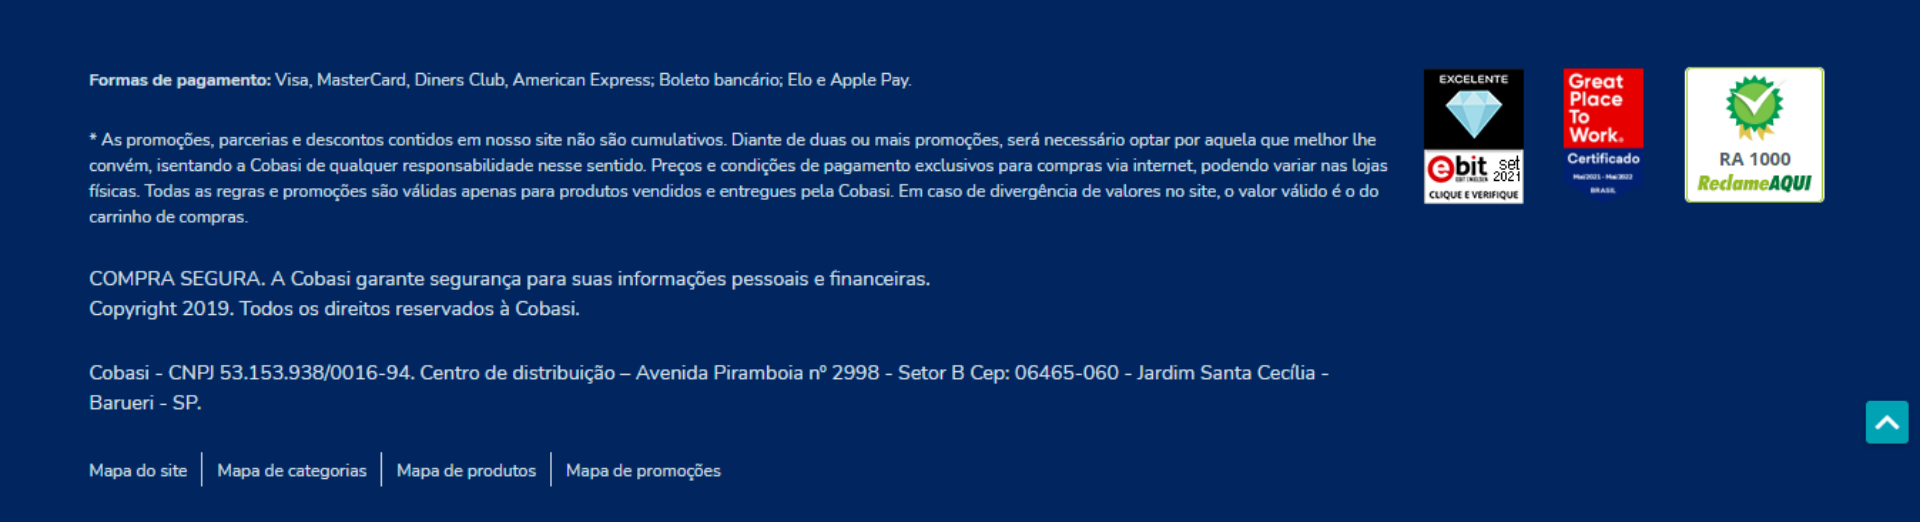 Formas de pagamento: Visa, MasterCard, Diners Club, American Express; Boleto bancário; Elo e Apple Pay.
* As promoções, parcerias e descontos contidos em nosso site não são cumulativos. Diante de duas ou mais promoções, será necessário optar por aquela que melhor lhe
convém, isentando a Cobasi de qualquer responsabilidade nesse sentido. Preços e condições de pagamento exclusivos para compras via internet, podendo variar nas lojas
físicas. Todas as regras e promoções são válidas apenas para produtos vendidos e entregues pela Cobasi. Em caso de divergência de valores no site, o valor válido é o do
carrinho de compras.
COMPRA SEGURA. A Cobasi garante segurança para suas informações pessoais e financeiras.
Copyright 2019. Todos os direitos reservados à Cobasi.
Cobasi - CNPJ 53.153.938/0016-94. Centro de distribuição – Avenida Piramboia nº 2998 - Setor B Cep: 06465-060 - Jardim Santa Cecília -
Barueri - SP.
Mapa do site
Mapa de categorias
Mapa de produtos
Mapa de promoções
EXCELENTE
ebit set
2021
EBIT | NIELSEN
CLIQUE E VERIFIQUE
Great
Place
To
Work.
Certificado
Mai/2021 - Mai/2022
BRASIL
RA 1000
ReclameAQUI